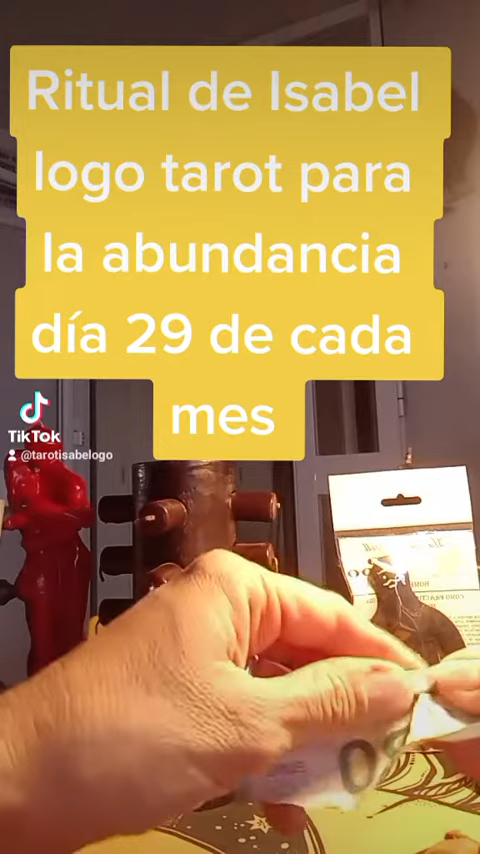 Ritual de Isabel
logo tarot para
la abundancia
día 29 de cada
mes
TikTok
@tarotisabelogo